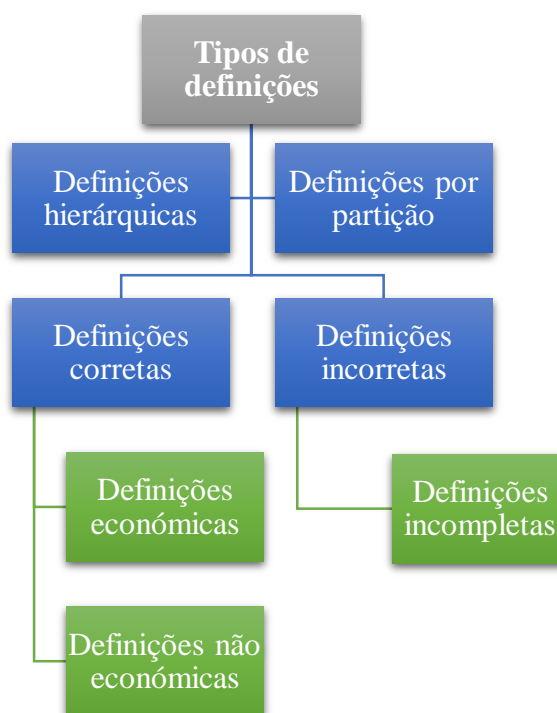 Tipos de
definições
Definições
hierárquicas
Definições por
partição
Definições
corretas
Definições
incorretas
Definições
económicas
Definições
incompletas
Definições não
económicas